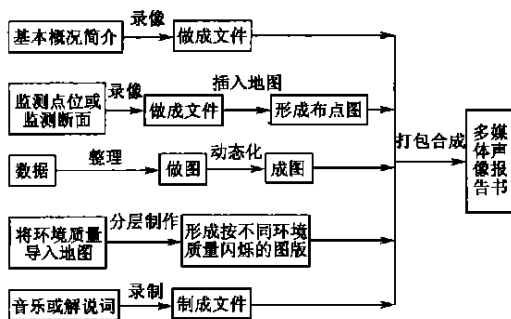 录像
基本概况简介
做成文件
插入地图
监测点位或
监测断面
录像
做成文件
形成布点图
打包合成
多媒
体声
像报
告书
整理
动态化
数据
做图
成图
分层制作
将环境质量
导入地图
形成按不同环境
质量闪烁的图版
录制
音乐或解说词
制成文件